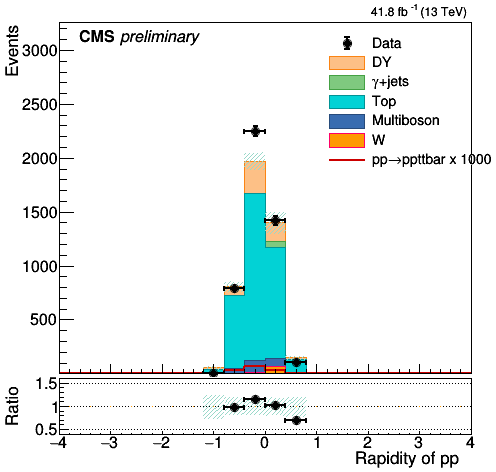 41.8 fb⁻¹ (13 TeV)
CMS preliminary
Events
3000
2500
2000
1500
1000
500
Data
DY
γ+jets
Top
Multiboson
W
pp→ppttbar x 1000
Ratio
1.5
1
0.5
−4 −3 −2 −1 0 1 2 3 4
Rapidity of pp